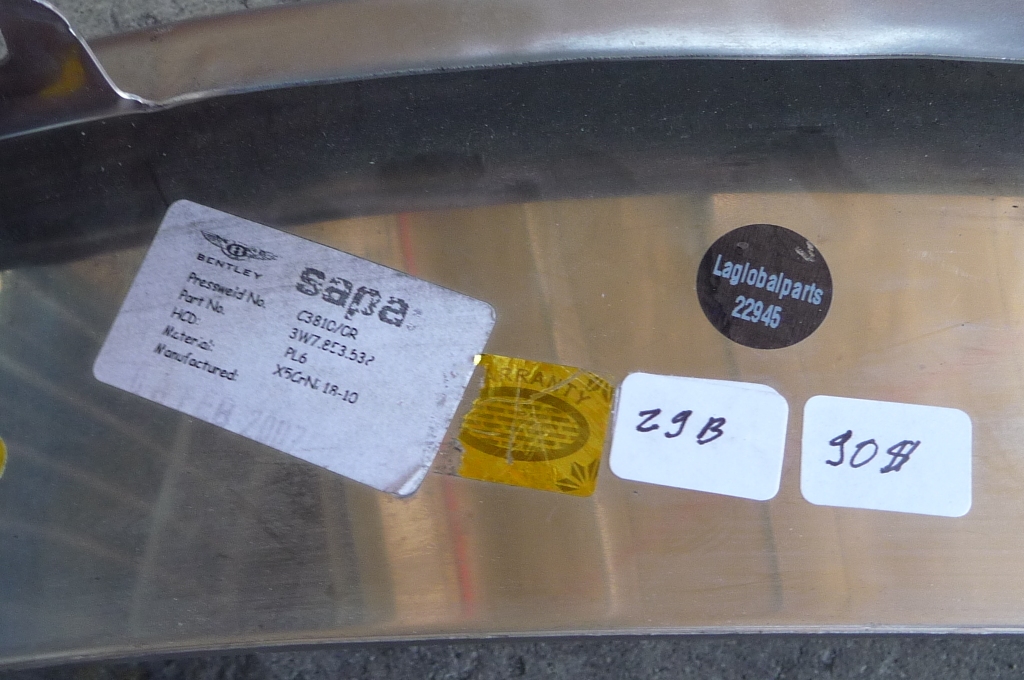 BENTLEY
sapa
Pressweld No. C3810/CR
Part No. 3W7.853.532
HCD: PL6
Material: X5CrNi 18-10
Manufactured:
WARRANTY
Laglobalparts
22945
29B
90$